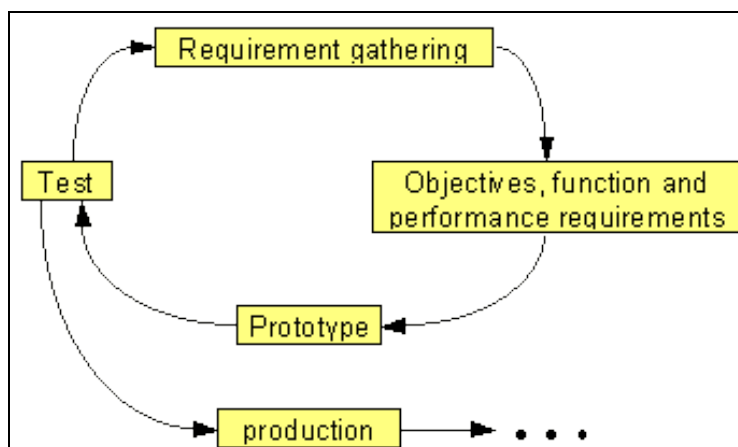 Requirement gathering
Test
Objectives, function and
performance requirements
Prototype
production
. . .